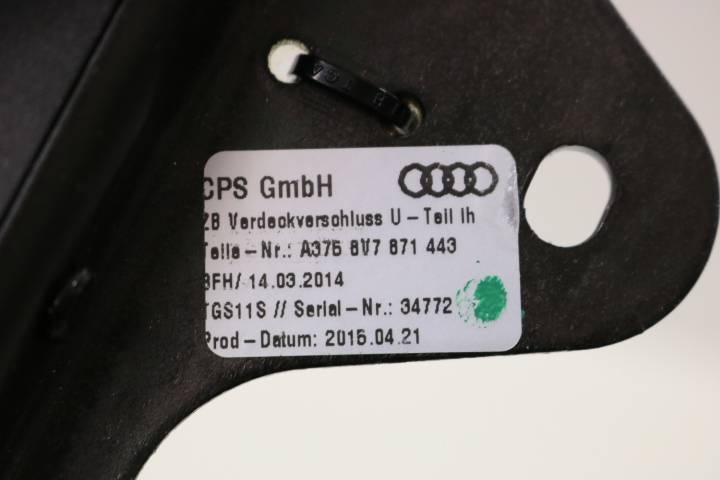 CPS GmbH
ZB Verdeckverschluss U-Teil lh
Teile-Nr.: A375 8V7 871 443
BFH/ 14.03.2014
TGS11S // Serial-Nr.: 34772
Prod-Datum: 2015.04.21